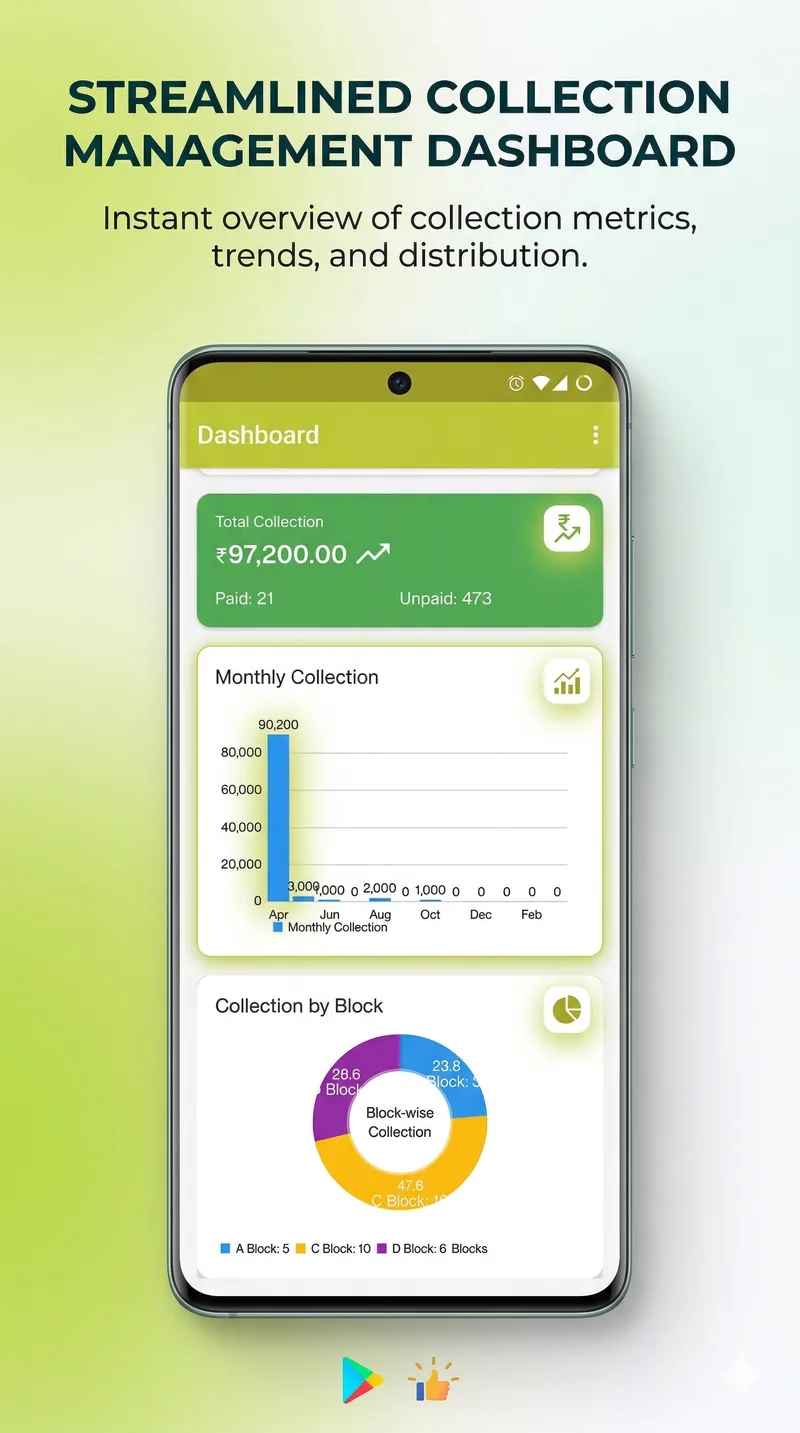 STREAMLINED COLLECTION
MANAGEMENT DASHBOARD
Instant overview of collection metrics,
trends, and distribution.
Dashboard
Total Collection
₹97,200.00
Paid: 21 Unpaid: 473
Monthly Collection
90,200
80,000
60,000
40,000
20,000
3,000 1,000 0 2,000 0 1,000 0 0 0 0 0
0
Apr Jun Aug Oct Dec Feb
Monthly Collection
Collection by Block
28.6
Block
23.8
Block: 5
Block-wise
Collection
47.6
C Block: 10
A Block: 5 C Block: 10 D Block: 6 Blocks